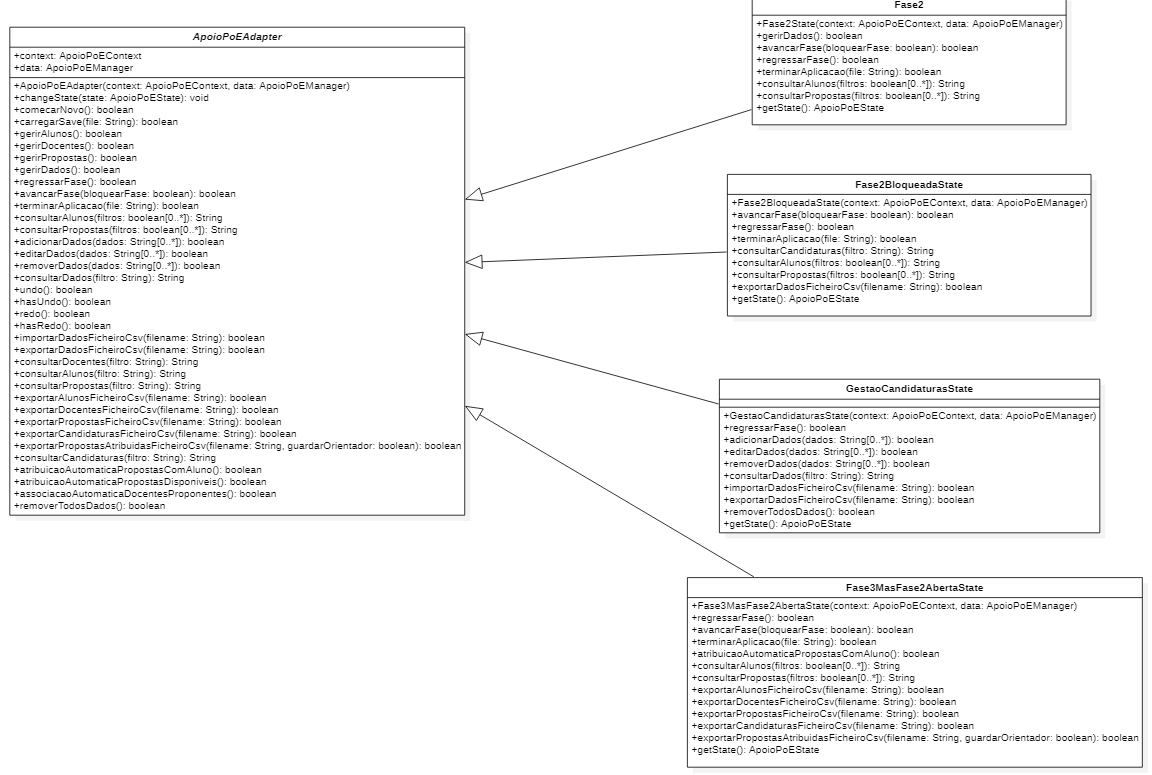 ApoioPoEAdapter
+context: ApoioPoEContext
+data: ApoioPoEManager
+ApoioPoEAdapter(context: ApoioPoEContext, data: ApoioPoEManager)
+changeState(state: ApoioPoEState): void
+comecarNovo(): boolean
+carregarSave(file: String): boolean
+gerirAlunos(): boolean
+gerirDocentes(): boolean
+gerirPropostas(): boolean
+gerirDados(): boolean
+regressarFase(): boolean
+avancarFase(bloquearFase: boolean): boolean
+terminarAplicacao(file: String): boolean
+consultarAlunos(filtros: boolean[0..*]): String
+consultarPropostas(filtros: boolean[0..*]): String
+adicionarDados(dados: String[0..*]): boolean
+editarDados(dados: String[0..*]): boolean
+removerDados(dados: String[0..*]): boolean
+consultarDados(filtro: String): String
+undo(): boolean
+hasUndo(): boolean
+redo(): boolean
+hasRedo(): boolean
+importarDadosFicheiroCsv(filename: String): boolean
+exportarDadosFicheiroCsv(filename: String): boolean
+consultarDocentes(filtro: String): String
+consultarAlunos(filtro: String): String
+consultarPropostas(filtro: String): String
+exportarAlunosFicheiroCsv(filename: String): boolean
+exportarDocentesFicheiroCsv(filename: String): boolean
+exportarPropostasFicheiroCsv(filename: String): boolean
+exportarCandidaturasFicheiroCsv(filename: String): boolean
+exportarPropostasAtribuidasFicheiroCsv(filename: String, guardarOrientador: boolean): boolean
+consultarCandidaturas(filtro: String): String
+atribuicaoAutomaticaPropostasComAluno(): boolean
+atribuicaoAutomaticaPropostasDisponiveis(): boolean
+associacaoAutomaticaDocentesProponentes(): boolean
+removerTodosDados(): boolean
Fase2
+Fase2State(context: ApoioPoEContext, data: ApoioPoEManager)
+gerirDados(): boolean
+avancarFase(bloquearFase: boolean): boolean
+regressarFase(): boolean
+terminarAplicacao(file: String): boolean
+consultarAlunos(filtros: boolean[0..*]): String
+consultarPropostas(filtros: boolean[0..*]): String
+getState(): ApoioPoEState
Fase2BloqueadaState
+Fase2BloqueadaState(context: ApoioPoEContext, data: ApoioPoEManager)
+avancarFase(bloquearFase: boolean): boolean
+regressarFase(): boolean
+terminarAplicacao(file: String): boolean
+consultarCandidaturas(filtro: String): String
+consultarAlunos(filtros: boolean[0..*]): String
+consultarPropostas(filtros: boolean[0..*]): String
+exportarDadosFicheiroCsv(filename: String): boolean
+getState(): ApoioPoEState
GestaoCandidaturasState
+GestaoCandidaturasState(context: ApoioPoEContext, data: ApoioPoEManager)
+regressarFase(): boolean
+adicionarDados(dados: String[0..*]): boolean
+editarDados(dados: String[0..*]): boolean
+removerDados(dados: String[0..*]): boolean
+consultarDados(filtro: String): String
+importarDadosFicheiroCsv(filename: String): boolean
+exportarDadosFicheiroCsv(filename: String): boolean
+removerTodosDados(): boolean
+getState(): ApoioPoEState
Fase3MasFase2AbertaState
+Fase3MasFase2AbertaState(context: ApoioPoEContext, data: ApoioPoEManager)
+regressarFase(): boolean
+avancarFase(bloquearFase: boolean): boolean
+terminarAplicacao(file: String): boolean
+atribuicaoAutomaticaPropostasComAluno(): boolean
+consultarAlunos(filtros: boolean[0..*]): String
+consultarPropostas(filtros: boolean[0..*]): String
+exportarAlunosFicheiroCsv(filename: String): boolean
+exportarDocentesFicheiroCsv(filename: String): boolean
+exportarPropostasFicheiroCsv(filename: String): boolean
+exportarCandidaturasFicheiroCsv(filename: String): boolean
+exportarPropostasAtribuidasFicheiroCsv(filename: String, guardarOrientador: boolean): boolean
+getState(): ApoioPoEState